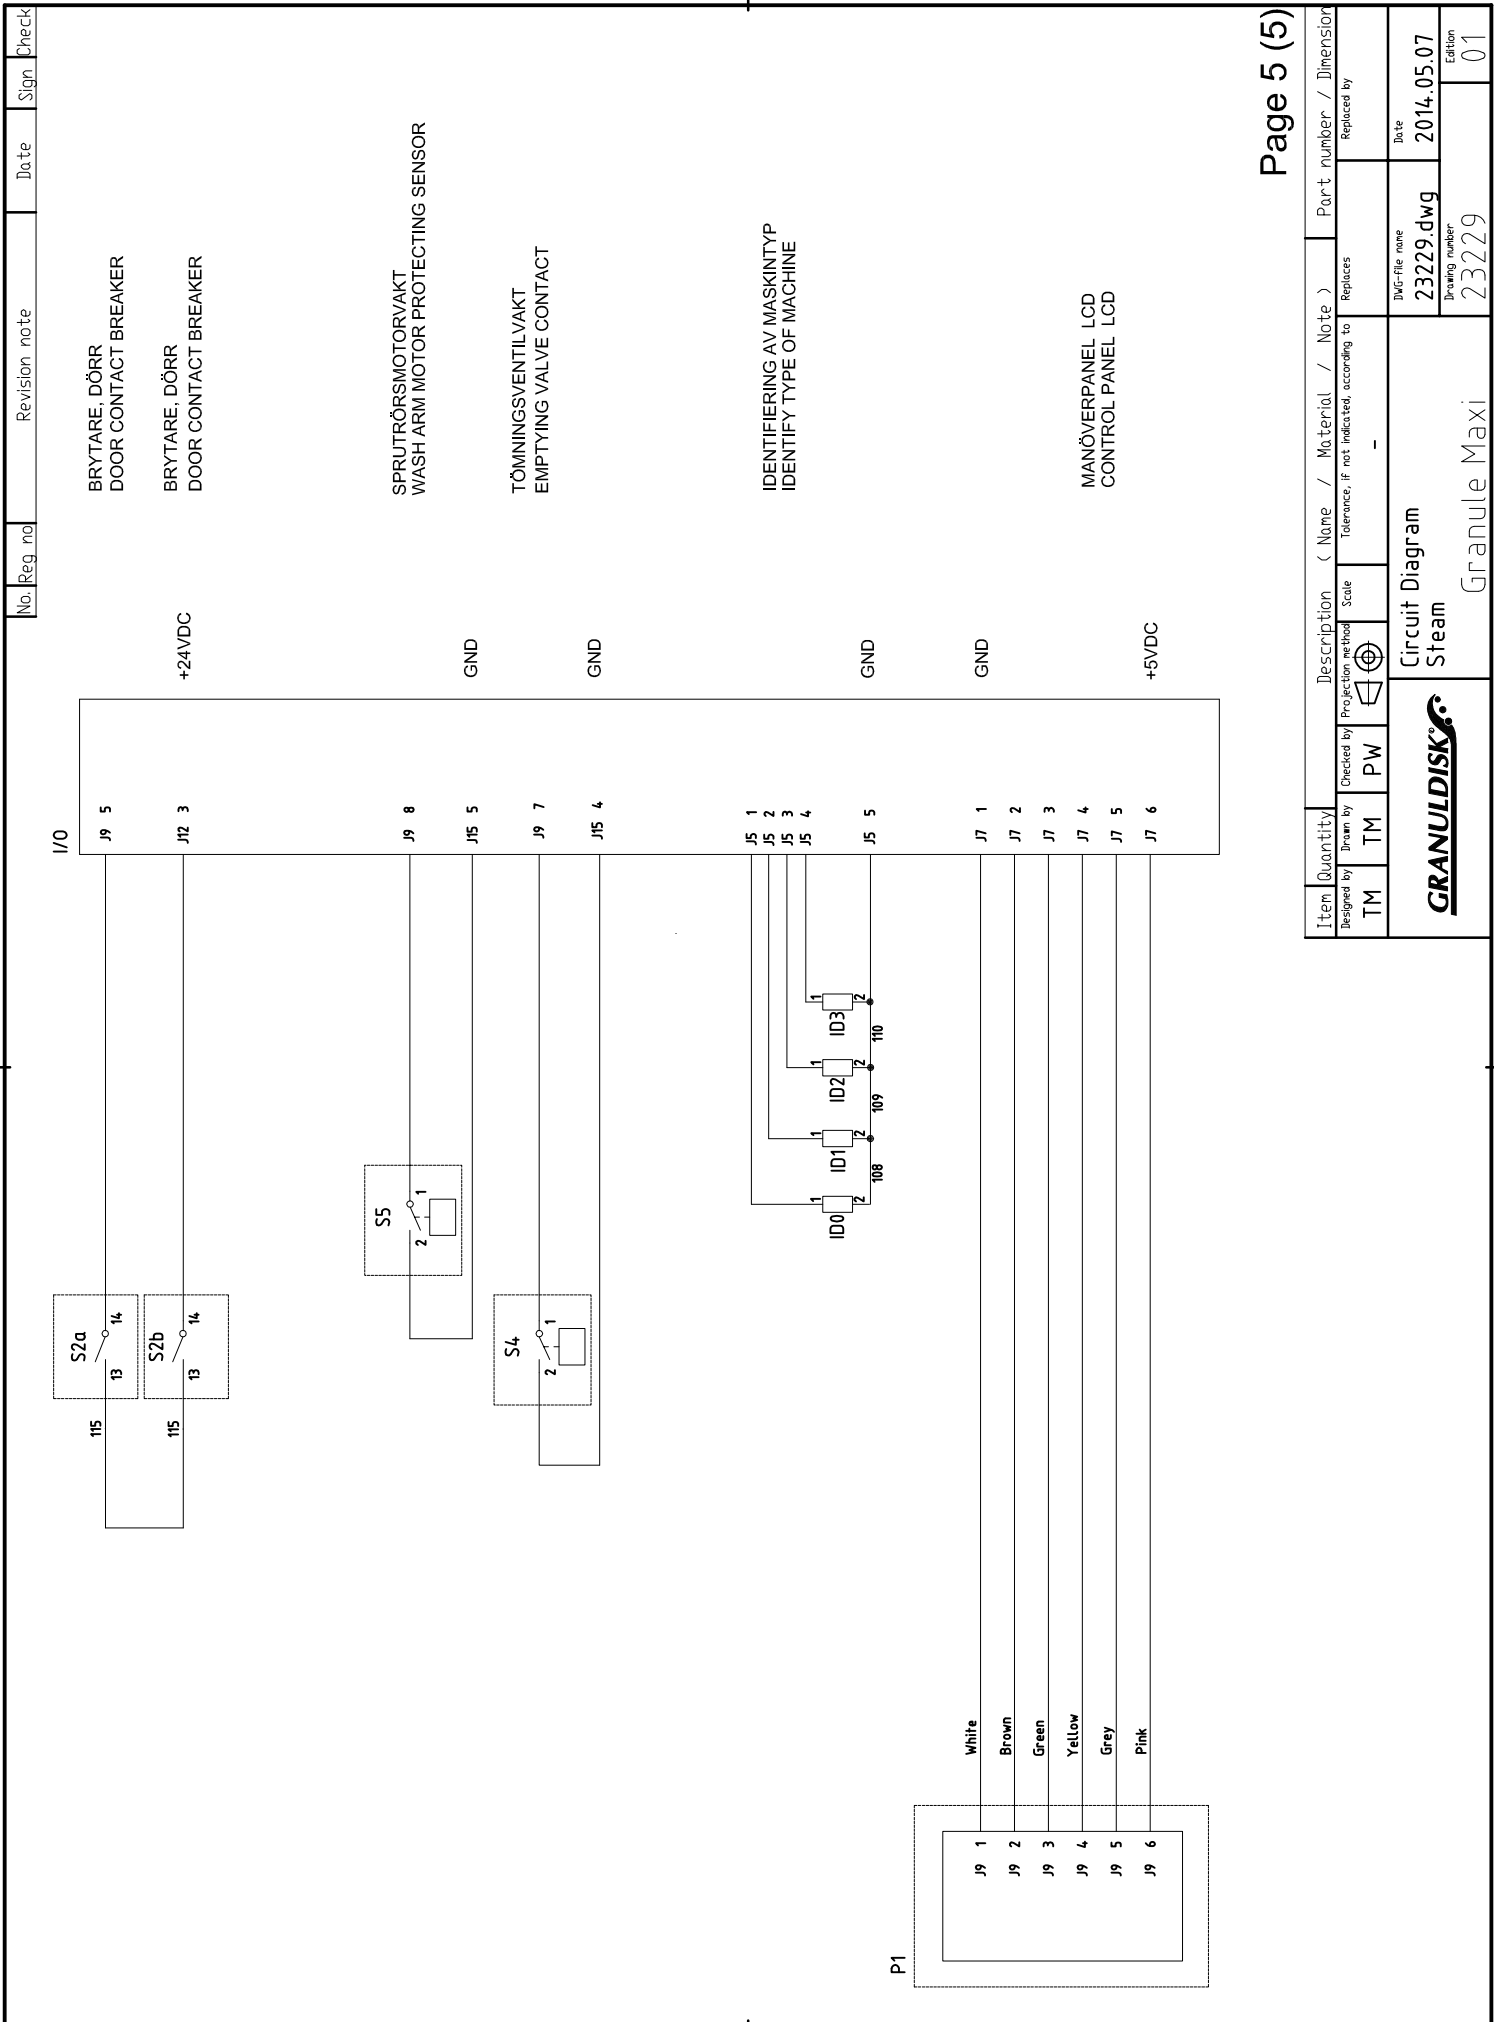 No. Reg no Revision note Date Sign Check
BRYTARE, DÖRR
DOOR CONTACT BREAKER
BRYTARE, DÖRR
DOOR CONTACT BREAKER
SPRUTRÖRSMOTORVAKT
WASH ARM MOTOR PROTECTING SENSOR
TÖMNINGSVENTILVAKT
EMPTYING VALVE CONTACT
IDENTIFIERING AV MASKINTYP
IDENTIFY TYPE OF MACHINE
MANÖVERPANEL LCD
CONTROL PANEL LCD
+24VDC
GND
GND
GND
GND
+5VDC
I/O
J9 5
J12 3
J9 8
J15 5
J9 7
J15 4
J5 1
J5 2
J5 3
J5 4
J5 5
J7 1
J7 2
J7 3
J7 4
J7 5
J7 6
S2a
13 14
115
S2b
13 14
115
S5
2 1
S4
2 1
ID0
1 2
108
ID1
1 2
109
ID2
1 2
110
ID3
1 2
White
Brown
Green
Yellow
Grey
Pink
P1
J9 1
J9 2
J9 3
J9 4
J9 5
J9 6
Page 5 (5)
Item Quantity Description ( Name / Material / Note ) Part number / Dimension
Designed by
TM
Drawn by
TM
Checked by
PW
Projection method
Scale
Tolerance, if not indicated, according to
-
Replaces
Replaced by
GRANULDISK®
Circuit Diagram
Steam
Granule Maxi
DWG-file name
23229.dwg
Date
2014.05.07
Drawing number
23229
Edition
01